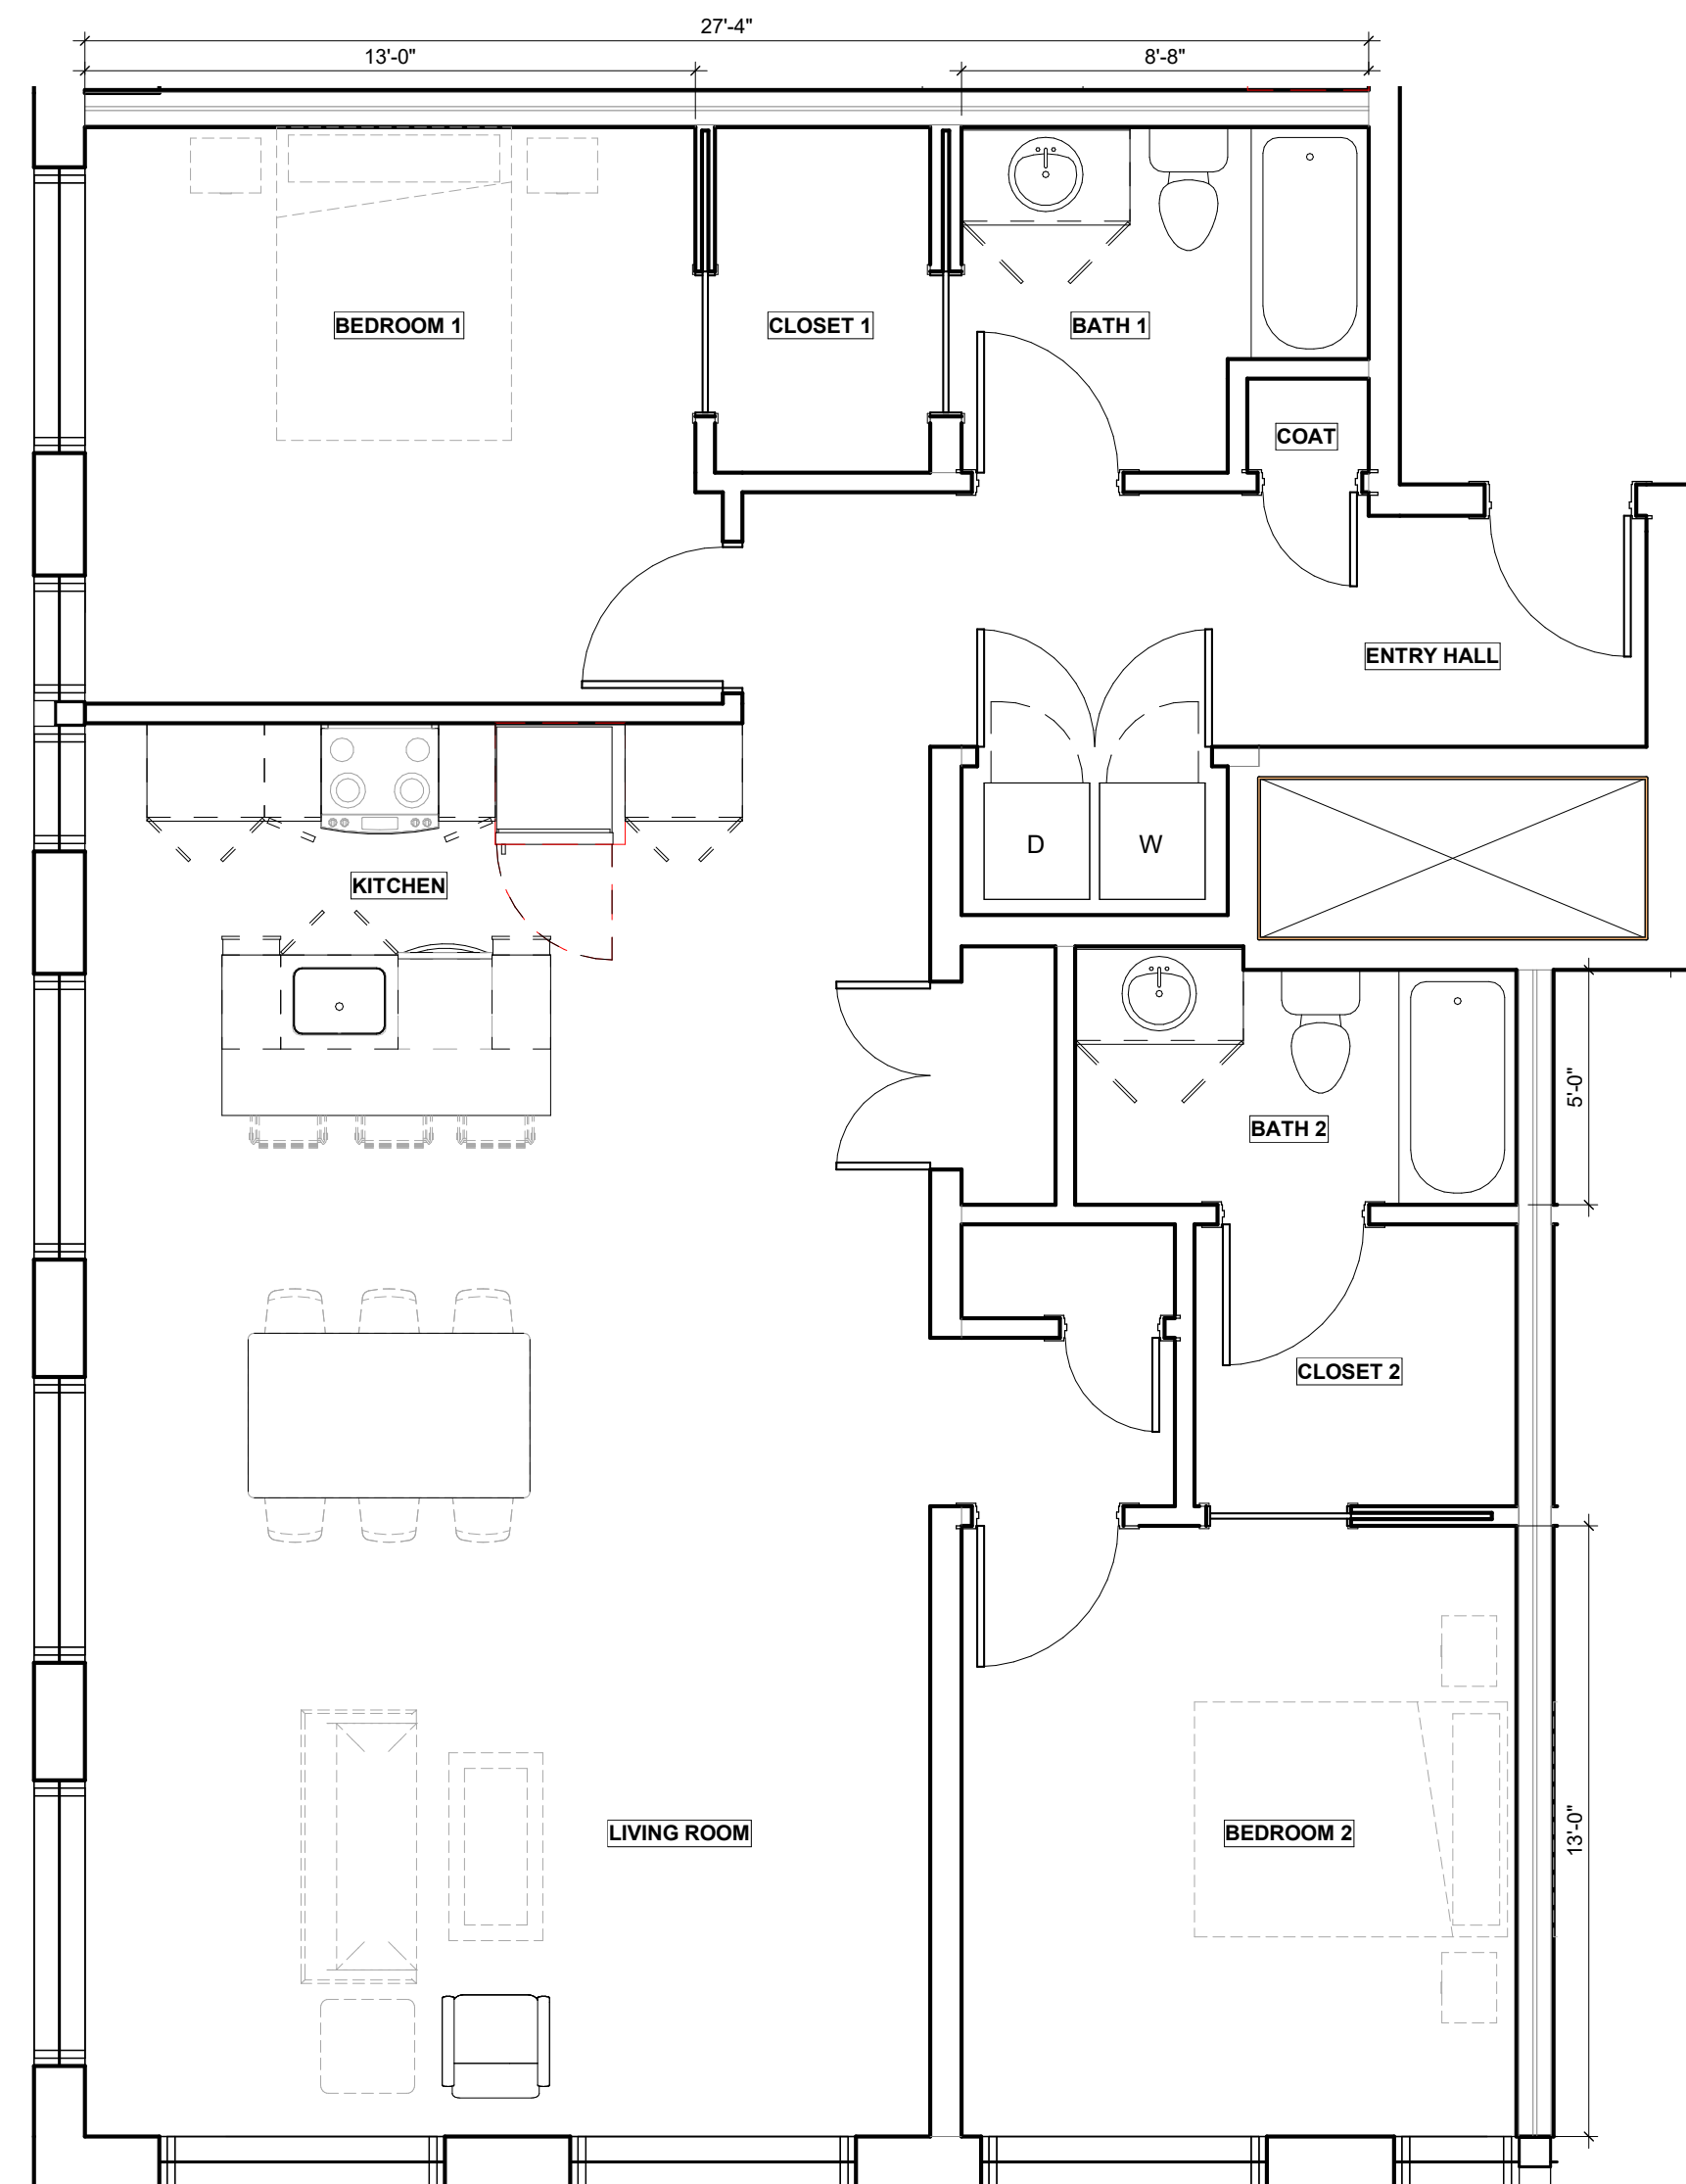 27'-4"
13'-0"
8'-8"
BEDROOM 1
CLOSET 1
BATH 1
COAT
ENTRY HALL
D
W
KITCHEN
5'-0"
BATH 2
CLOSET 2
LIVING ROOM
BEDROOM 2
13'-0"